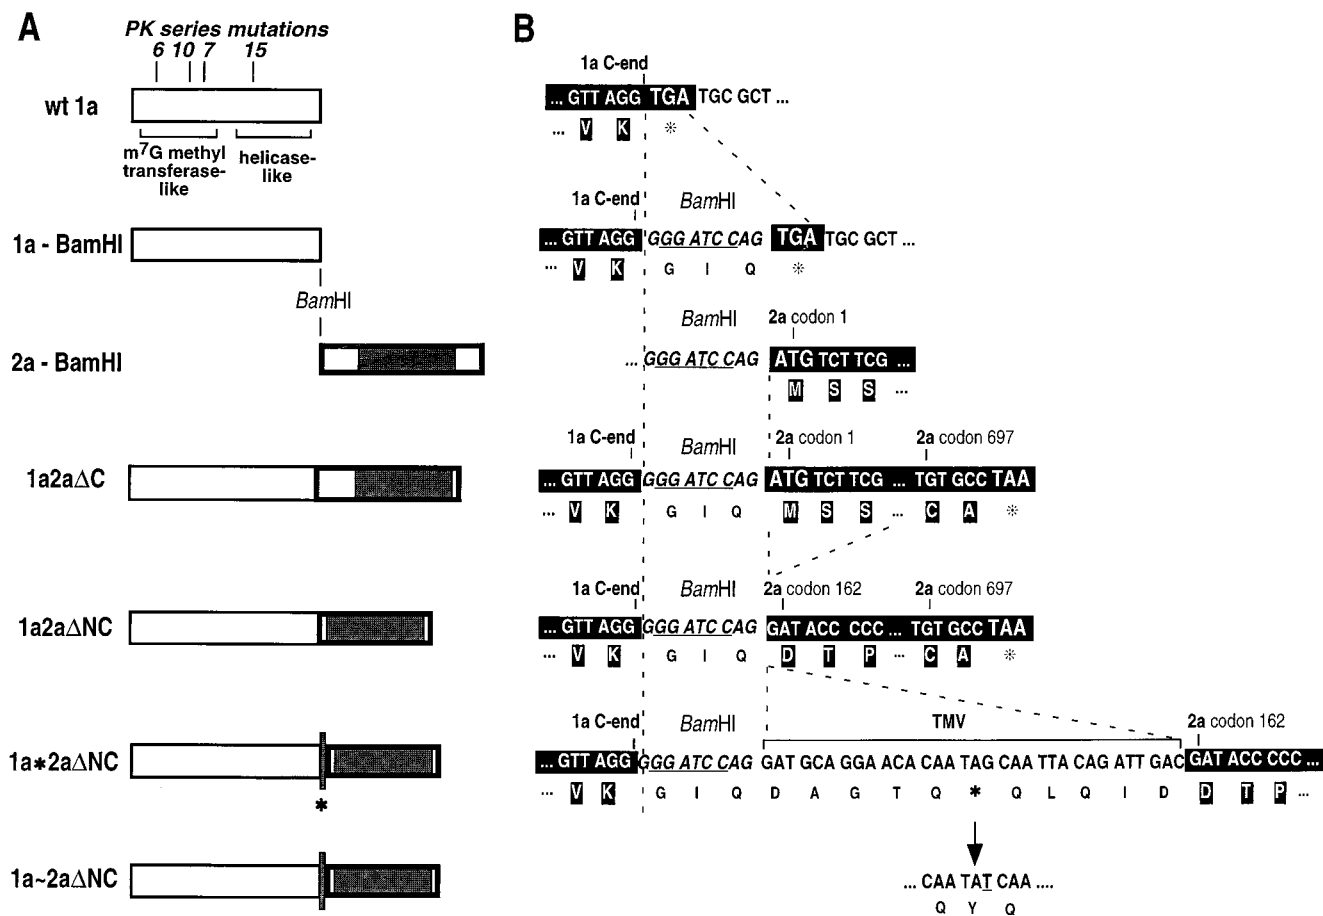 A
PK series mutations
6 10 7 15
wt 1a
m7G methyl
transferase-
like
helicase-
like
1a - BamHI
BamHI
2a - BamHI
1a2aΔC
1a2aΔNC
1a*2aΔNC
*
1a~2aΔNC
B
1a C-end
... GTT AGG TGA TGC GCT ...
... V K *
1a C-end BamHI
... GTT AGG GGG ATC CAG TGA TGC GCT ...
... V K G I Q *
BamHI 2a codon 1
... GGG ATC CAG ATG TCT TCG ...
M S S ...
1a C-end BamHI 2a codon 1 2a codon 697
... GTT AGG GGG ATC CAG ATG TCT TCG ... TGT GCC TAA
... V K G I Q M S S ... C A *
1a C-end BamHI 2a codon 162 2a codon 697
... GTT AGG GGG ATC CAG GAT ACC CCC ... TGT GCC TAA
... V K G I Q D T P ... C A *
1a C-end BamHI TMV 2a codon 162
... GTT AGG GGG ATC CAG GAT GCA GGA ACA CAA TAG CAA TTA CAG ATT GAC GAT ACC CCC ...
... V K G I Q D A G T Q * Q L Q I D D T P ...
... CAA TAT CAA ....
Q Y Q